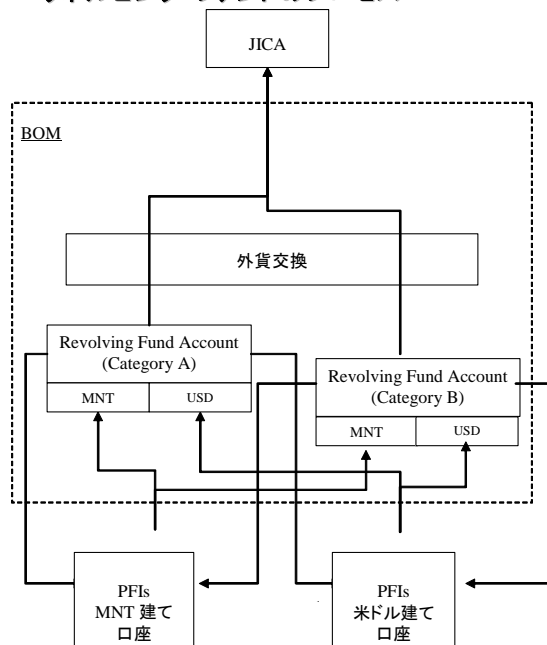 JICA
BOM
外貨交換
Revolving Fund Account
(Category A)
MNT
USD
Revolving Fund Account
(Category B)
MNT
USD
PFIs
MNT 建て
口座
PFIs
米ドル建て
口座